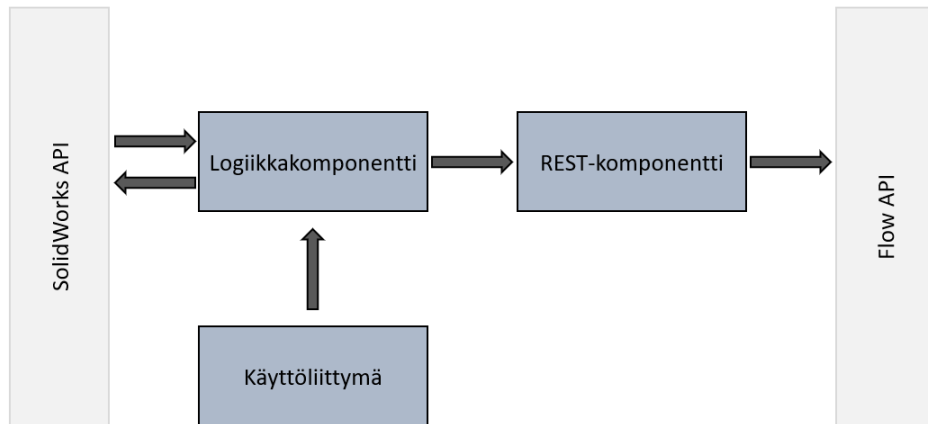 SolidWorks API
Logiikkakomponentti
REST-komponentti
Flow API
Käyttöliittymä